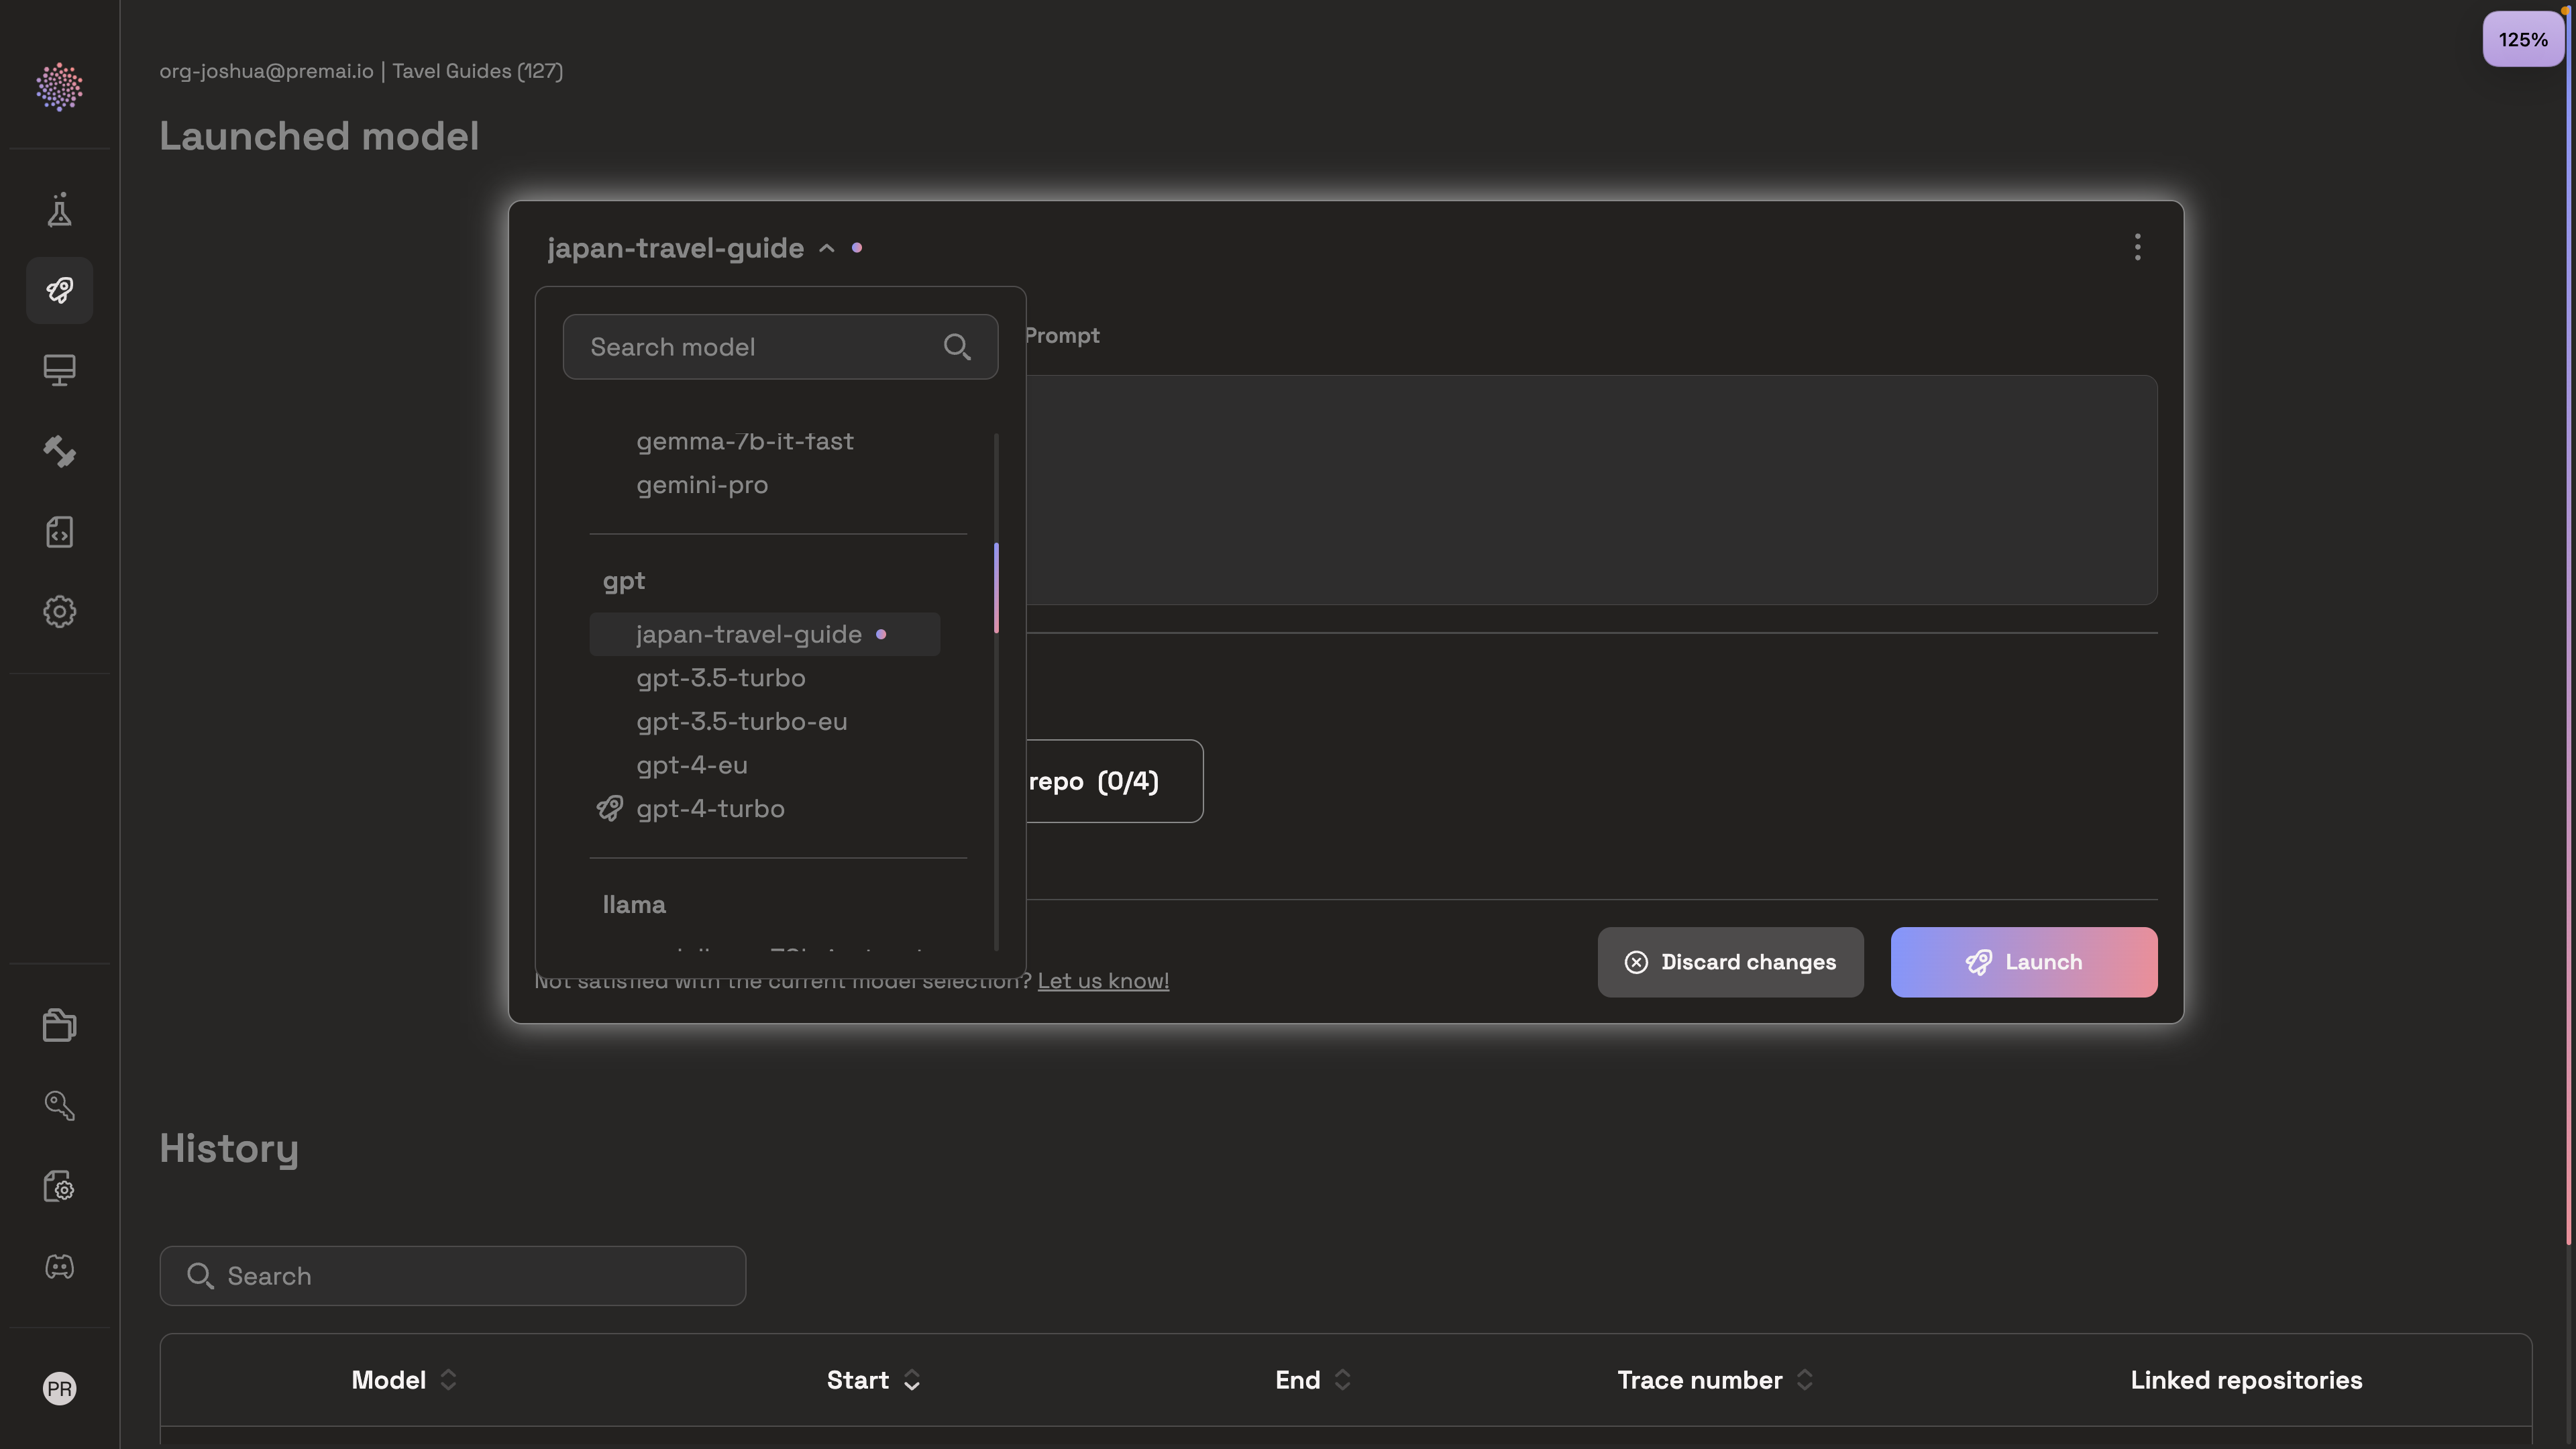 125%
org-joshua@premai.io | Tavel Guides (127)
Launched model
japan-travel-guide
Search model
Prompt
gemma-7b-it-fast
gemini-pro
gpt
japan-travel-guide
gpt-3.5-turbo
gpt-3.5-turbo-eu
gpt-4-eu
repo (0/4)
gpt-4-turbo
llama
Discard changes
Launch
Not satisfied with the current model selection? Let us know!
History
Search
Model Start End Trace number Linked repositories
PR